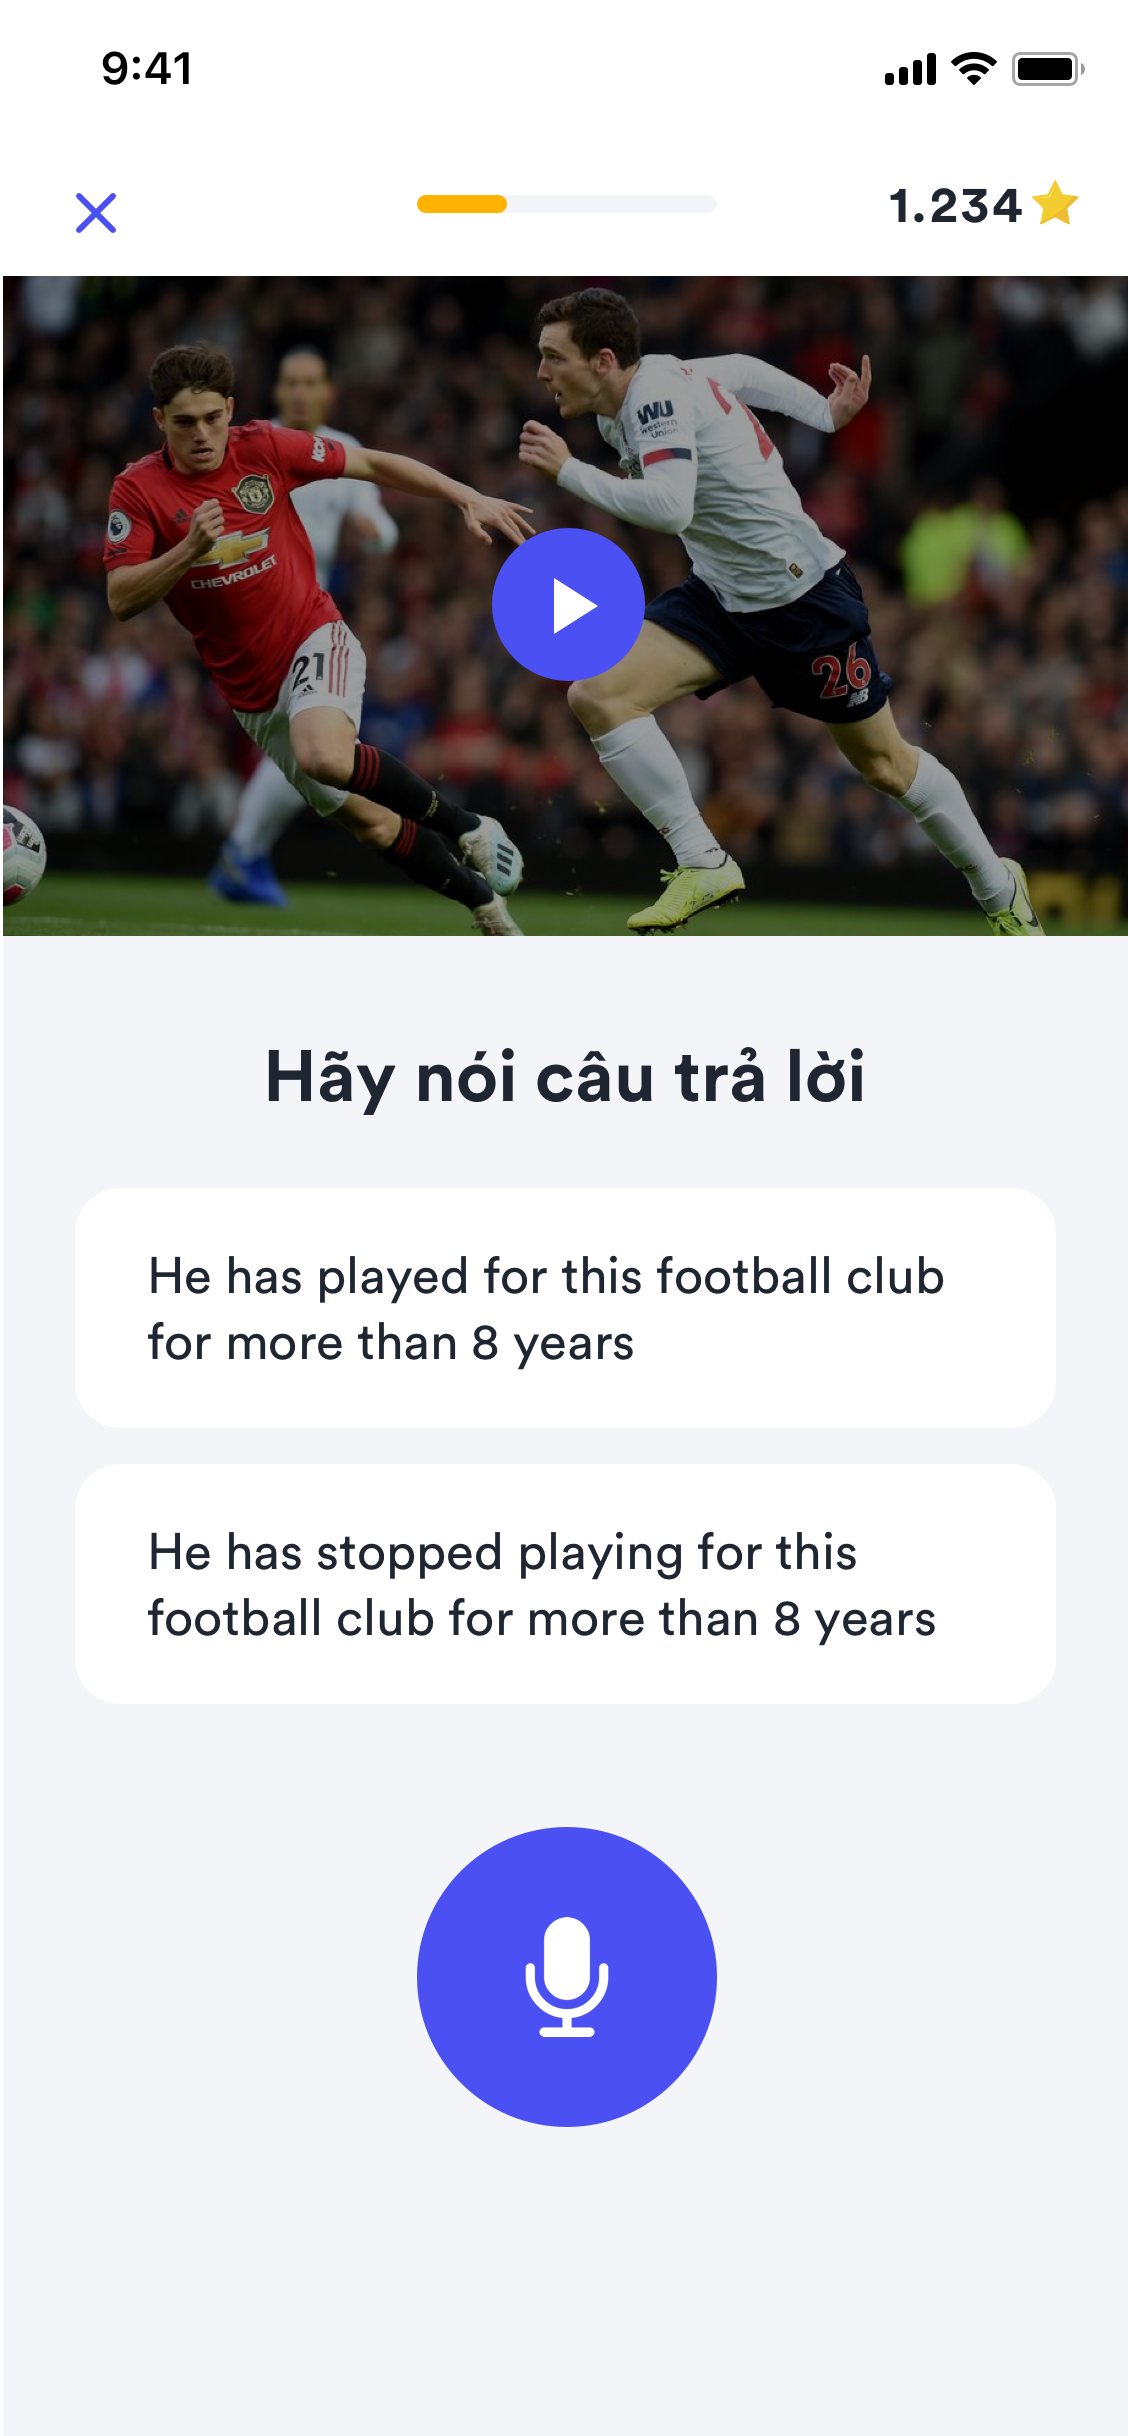 9:41
1.234
WU
Western
Union
KOHLER
CHEVROLET
21
26
NB
Hãy nói câu trả lời
He has played for this football club
for more than 8 years
He has stopped playing for this
football club for more than 8 years